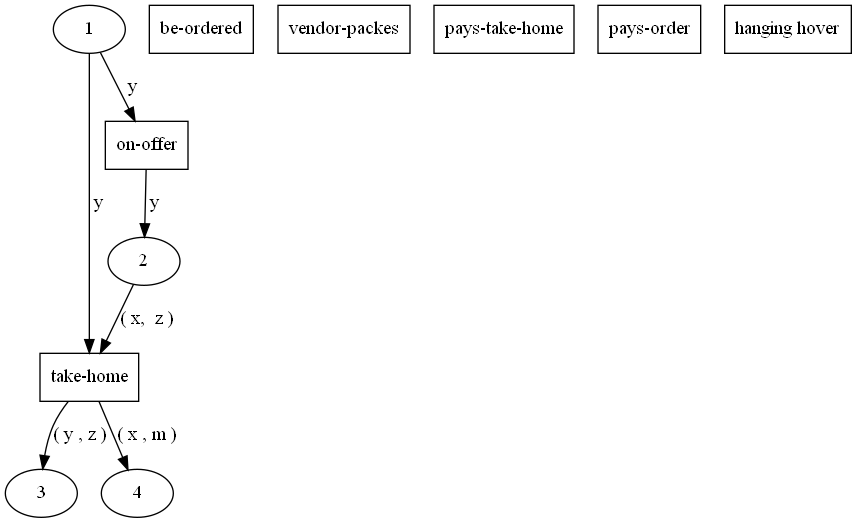 1
be-ordered
vendor-packes
pays-take-home
pays-order
hanging hover
y
on-offer
y
y
2
( x,  z )
take-home
( y , z )
( x , m )
3
4